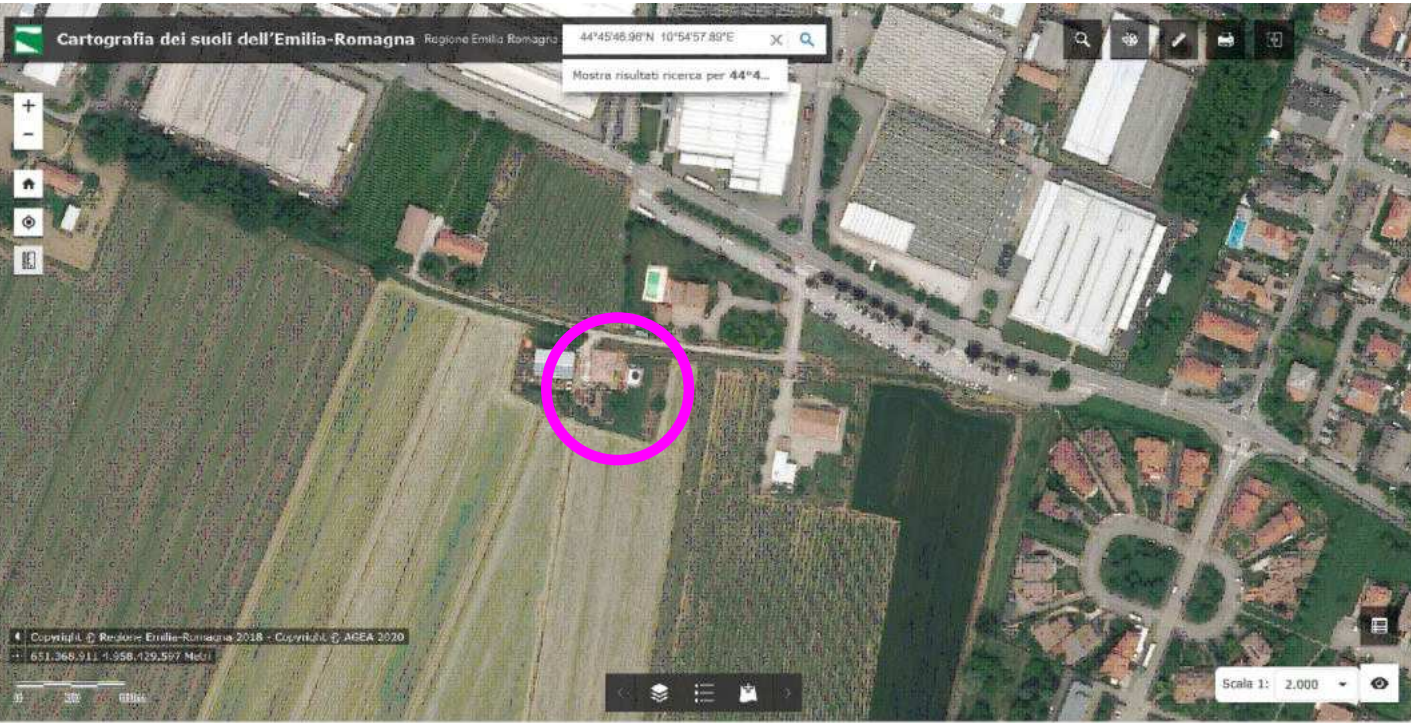 Cartografia dei suoli dell'Emilia-Romagna Regione Emilia Romagna
44°45'46.96"N 10°54'57.89"E
Mostra risultati ricerca per 44°4...
+
−
Copyright © Regione Emilia-Romagna 2018 - Copyright © AGEA 2020
651.368.911 4.958.429.597 Metri
Scala 1: 2.000